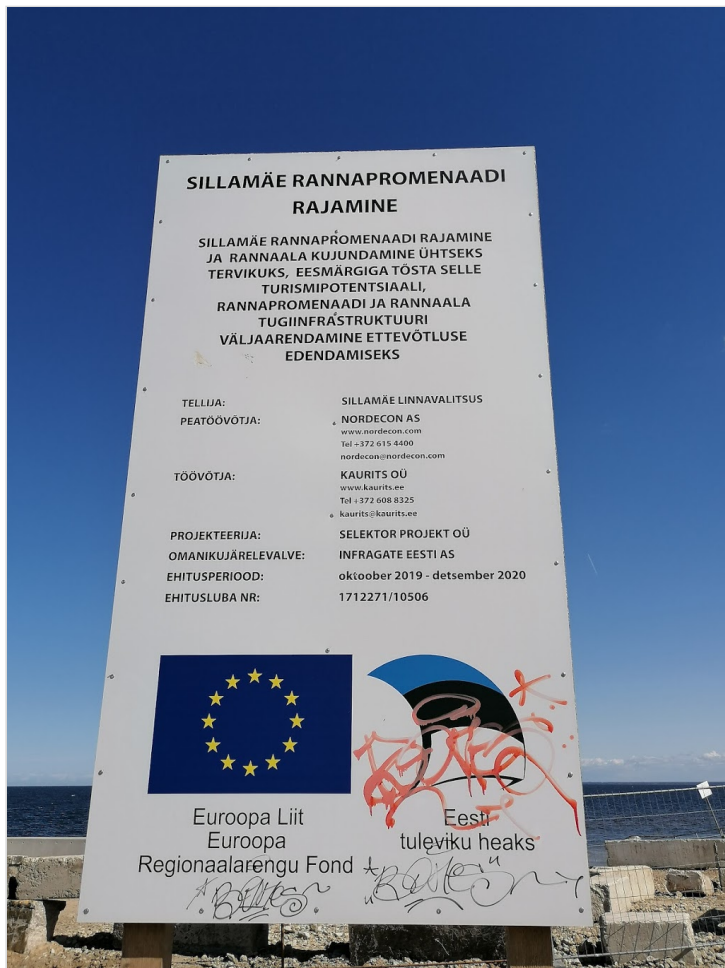 SILLAMÄE RANNAPROMENAADI
RAJAMINE
SILLAMÄE RANNAPROMENAADI RAJAMINE
JA RANNAALA KUJUNDAMINE ÜHTSEKS
TERVIKUKS, EESMÄRGIGA TÕSTA SELLE
TURISMIPOTENTSIAALI,
RANNAPROMENAADI JA RANNAALA
TUGIINFRASTRUKTUURI
VÄLJAARENDAMINE ETTEVÕTLUSE
EDENDAMISEKS
TELLIJA: SILLAMÄE LINNAVALITSUS
PEATÖÖVÕTJA: NORDECON AS
www.nordecon.com
Tel +372 615 4400
nordecon@nordecon.com
TÖÖVÕTJA: KAURITS OÜ
www.kaurits.ee
Tel +372 608 8325
kaurits@kaurits.ee
PROJEKTEERIJA: SELEKTOR PROJEKT OÜ
OMANIKUJÄRELEVALVE: INFRAGATE EESTI AS
EHITUSPERIOOD: oktoober 2019 - detsember 2020
EHITUSLUBA NR: 1712271/10506
Euroopa Liit
Euroopa
Regionaalarengu Fond
Eesti
tuleviku heaks